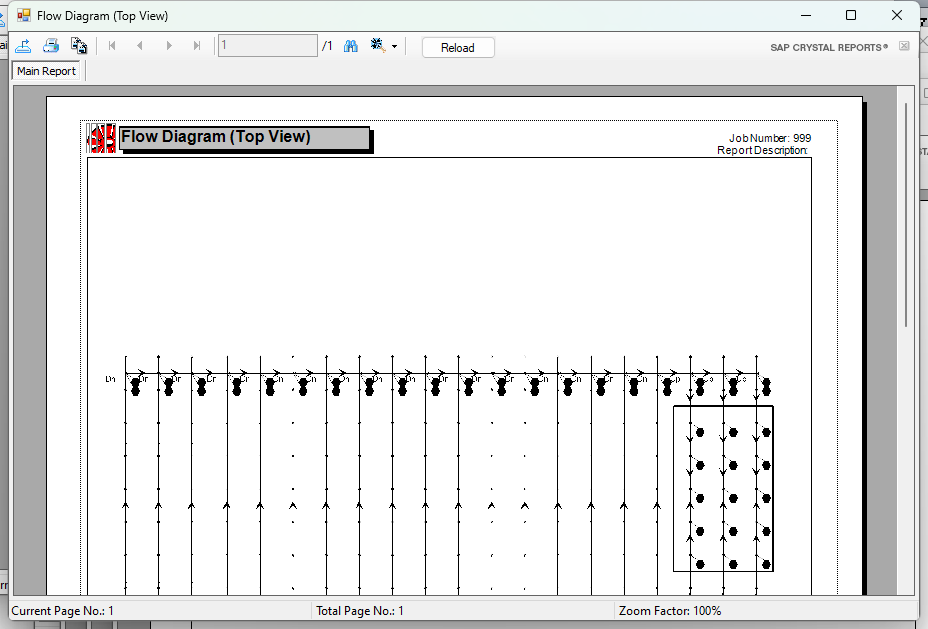 Flow Diagram (Top View)
1
/1
Reload
SAP CRYSTAL REPORTS®
Main Report
Flow Diagram (Top View)
Job Number: 999
Report Description:
Current Page No.: 1
Total Page No.: 1
Zoom Factor: 100%